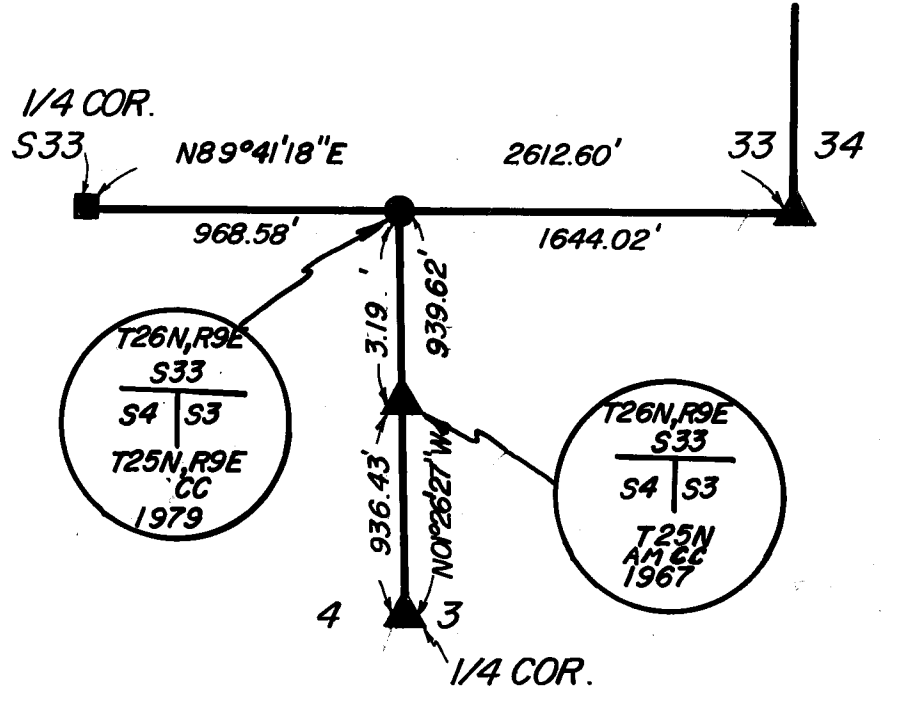 1/4 COR.
S33
N89°41'18"E
2612.60'
33
34
968.58'
1644.02'
3.19'
939.62'
T26N,R9E
S33
S4
S3
T25N,R9E
CC
1979
T26N,R9E
S33
S4
S3
T25N
AM CC
1967
936.43'
N01°26'27"W
4
3
1/4 COR.